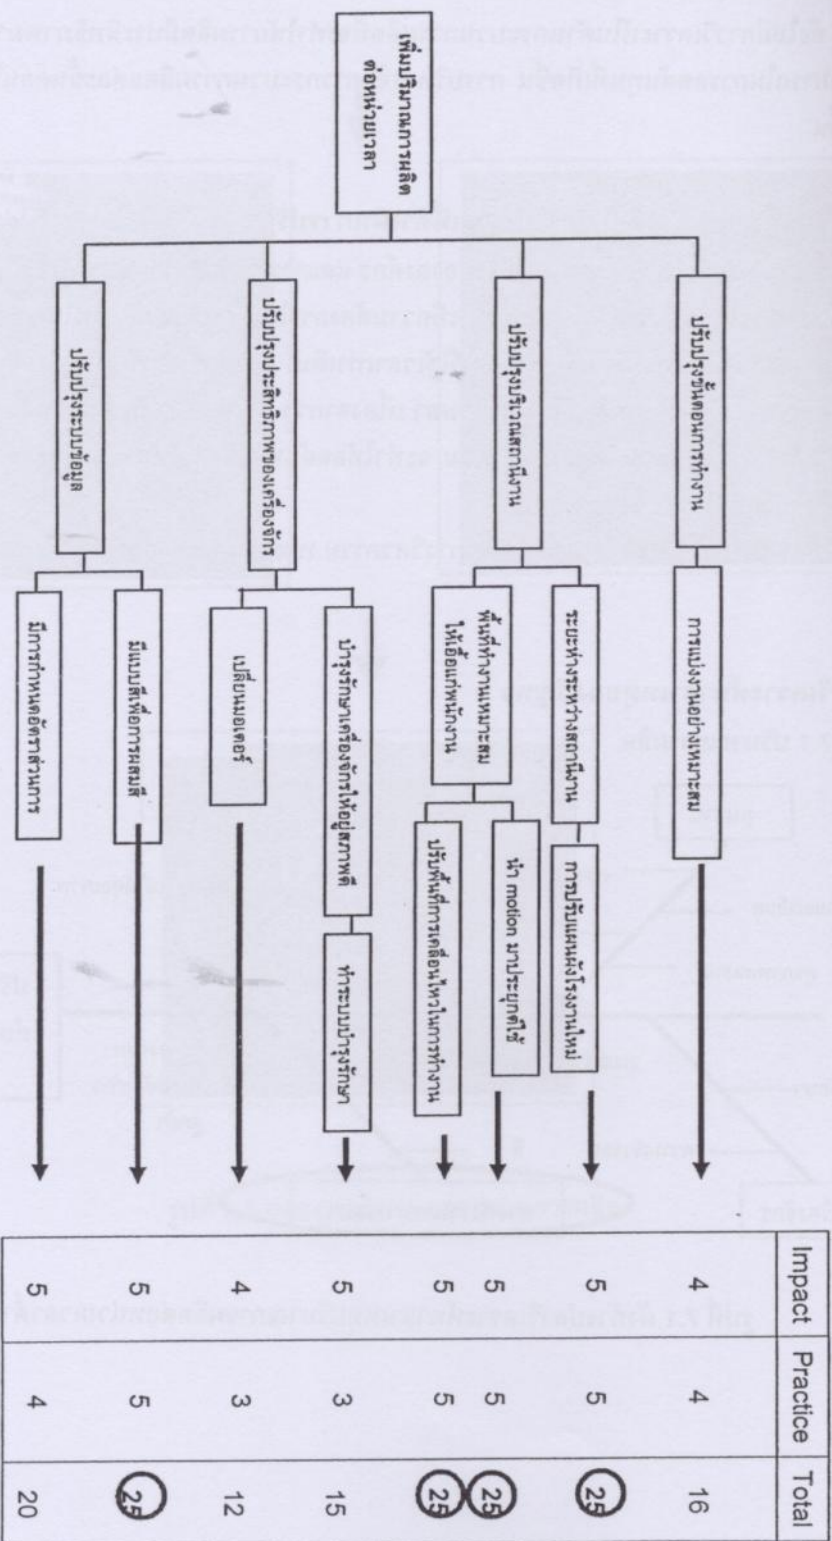 เพิ่มปริมาณการผลิต
ต่อหน่วยเวลา
ปรับปรุงขั้นตอนการทำงาน
ปรับปรุงบริเวณสถานีงาน
ปรับปรุงประสิทธิภาพของเครื่องจักร
ปรับปรุงระบบข้อมูล
การแบ่งงานอย่างเหมาะสม
ระยะห่างระหว่างสถานีงาน
พื้นที่ทำงานเหมาะสม
ให้เอื้อแก่พนักงาน
บำรุงรักษาเครื่องจักรให้อยู่สภาพดี
เปลี่ยนมอเตอร์
มีแบบสีเพื่อการผสมสี
มีการกำหนดอัตราส่วนการ
การปรับแผนผังโรงงานใหม่
นำ motion มาประยุกต์ใช้
ปรับพื้นที่การเคลื่อนไหวในการทำงาน
ทำระบบบำรุงรักษา
Impact Practice Total
4 4 16
5 5 25
5 5 25
5 5 25
5 3 15
4 3 12
5 5 25
5 4 20